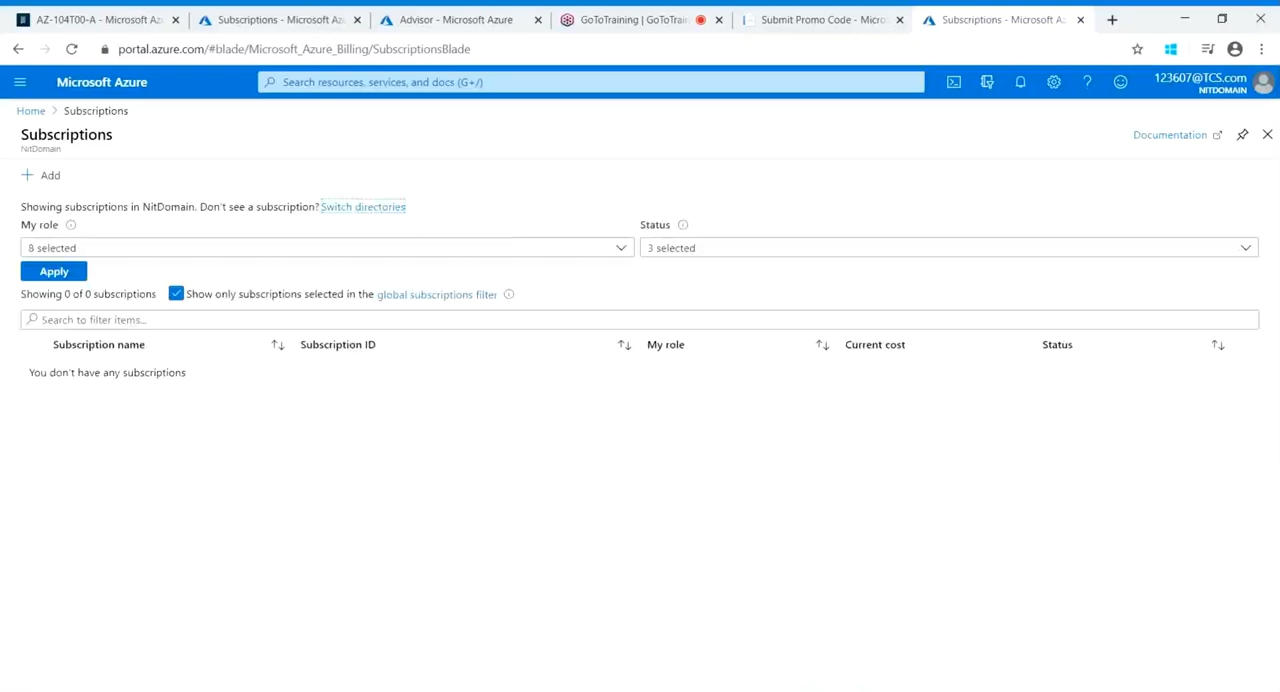 AZ-104T00-A - Microsoft Az
Subscriptions - Microsoft Az
Advisor - Microsoft Azure
GoToTraining | GoToTrai
Submit Promo Code - Micro
Subscriptions - Microsoft Az
portal.azure.com/#blade/Microsoft_Azure_Billing/SubscriptionsBlade
Microsoft Azure
Search resources, services, and docs (G+/)
123607@TCS.com
NITDOMAIN
Home > Subscriptions
Subscriptions
NitDomain
Documentation
+ Add
Showing subscriptions in NitDomain. Don't see a subscription? Switch directories
My role
Status
8 selected
3 selected
Apply
Showing 0 of 0 subscriptions
Show only subscriptions selected in the global subscriptions filter
Search to filter items...
Subscription name
Subscription ID
My role
Current cost
Status
You don't have any subscriptions